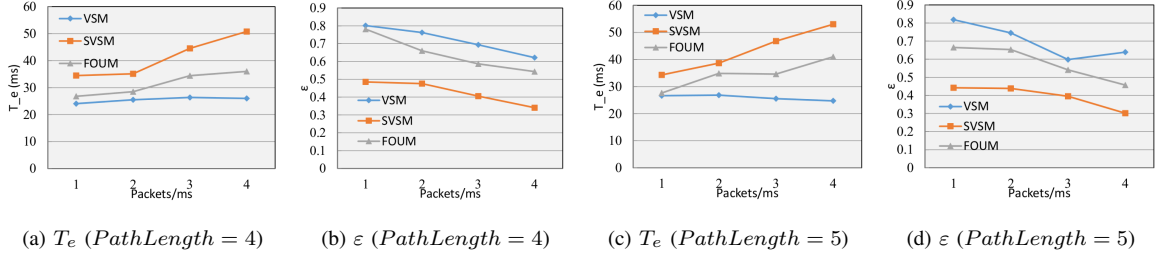 60
50
40
30
20
10
0
T_e (ms)
VSM
SVSM
FOUM
1 2 3 4
Packets/ms
(a) T_e (PathLength = 4)
0.9
0.8
0.7
0.6
0.5
0.4
0.3
0.2
0.1
0
ε
VSM
SVSM
FOUM
1 2 3 4
Packets/ms
(b) ε (PathLength = 4)
60
50
40
30
20
10
0
T_e (ms)
VSM
SVSM
FOUM
1 2 3 4
Packets/ms
(c) T_e (PathLength = 5)
0.9
0.8
0.7
0.6
0.5
0.4
0.3
0.2
0.1
0
ε
VSM
SVSM
FOUM
1 2 3 4
Packets/ms
(d) ε (PathLength = 5)